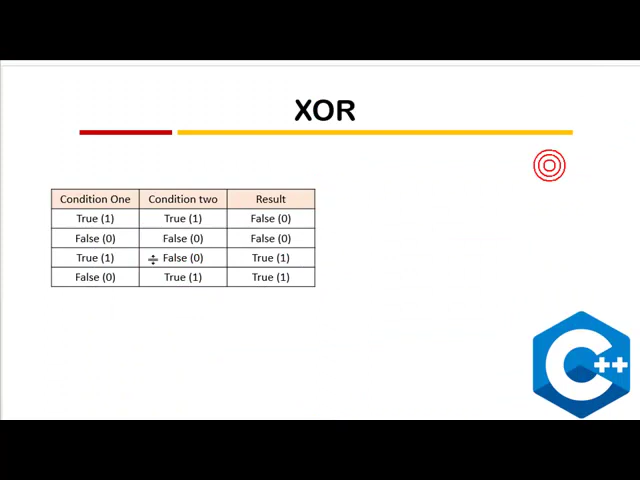 XOR
Condition One Condition two Result
True (1) True (1) False (0)
False (0) False (0) False (0)
True (1) False (0) True (1)
False (0) True (1) True (1)
C++